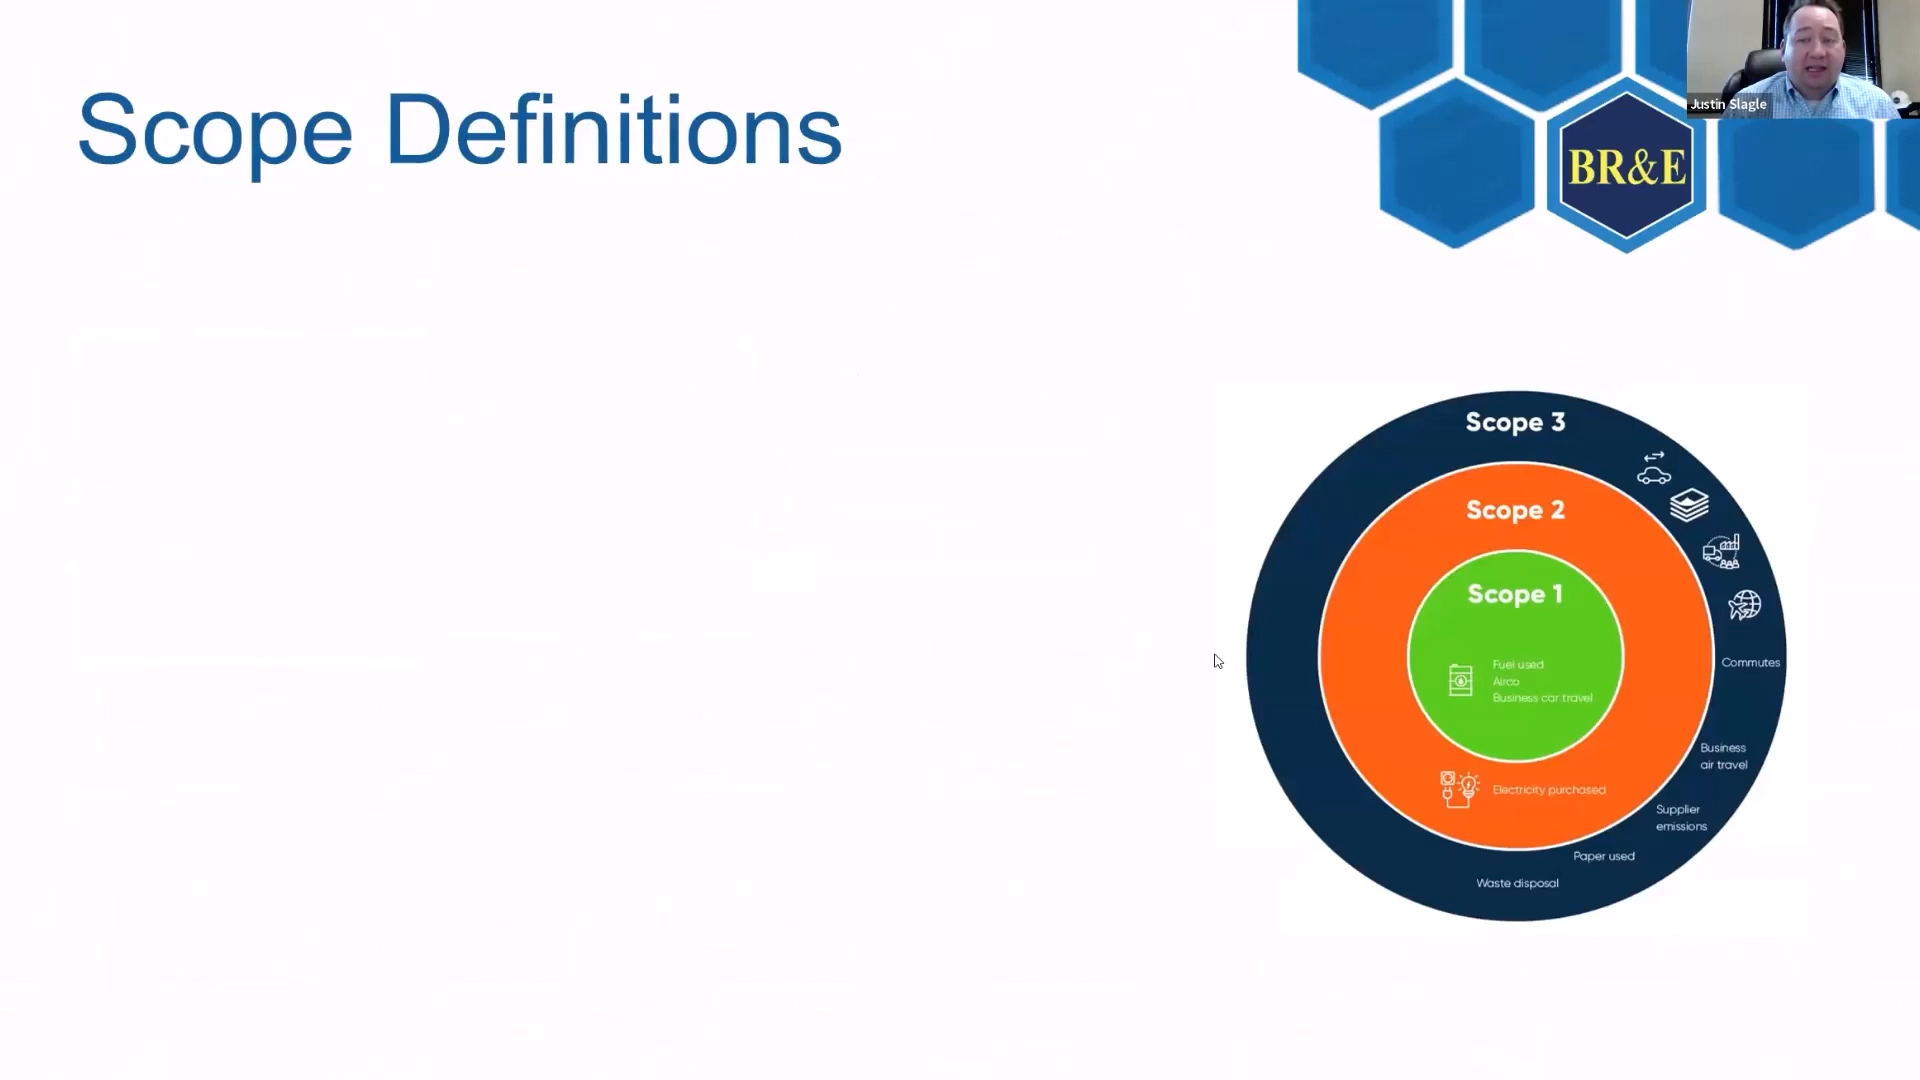 Scope Definitions
Justin Slagle
BR&E
Scope 3
Scope 2
Scope 1
Fuel used
Airco
Business car travel
Electricity purchased
Commutes
Business
air travel
Supplier
emissions
Paper used
Waste disposal